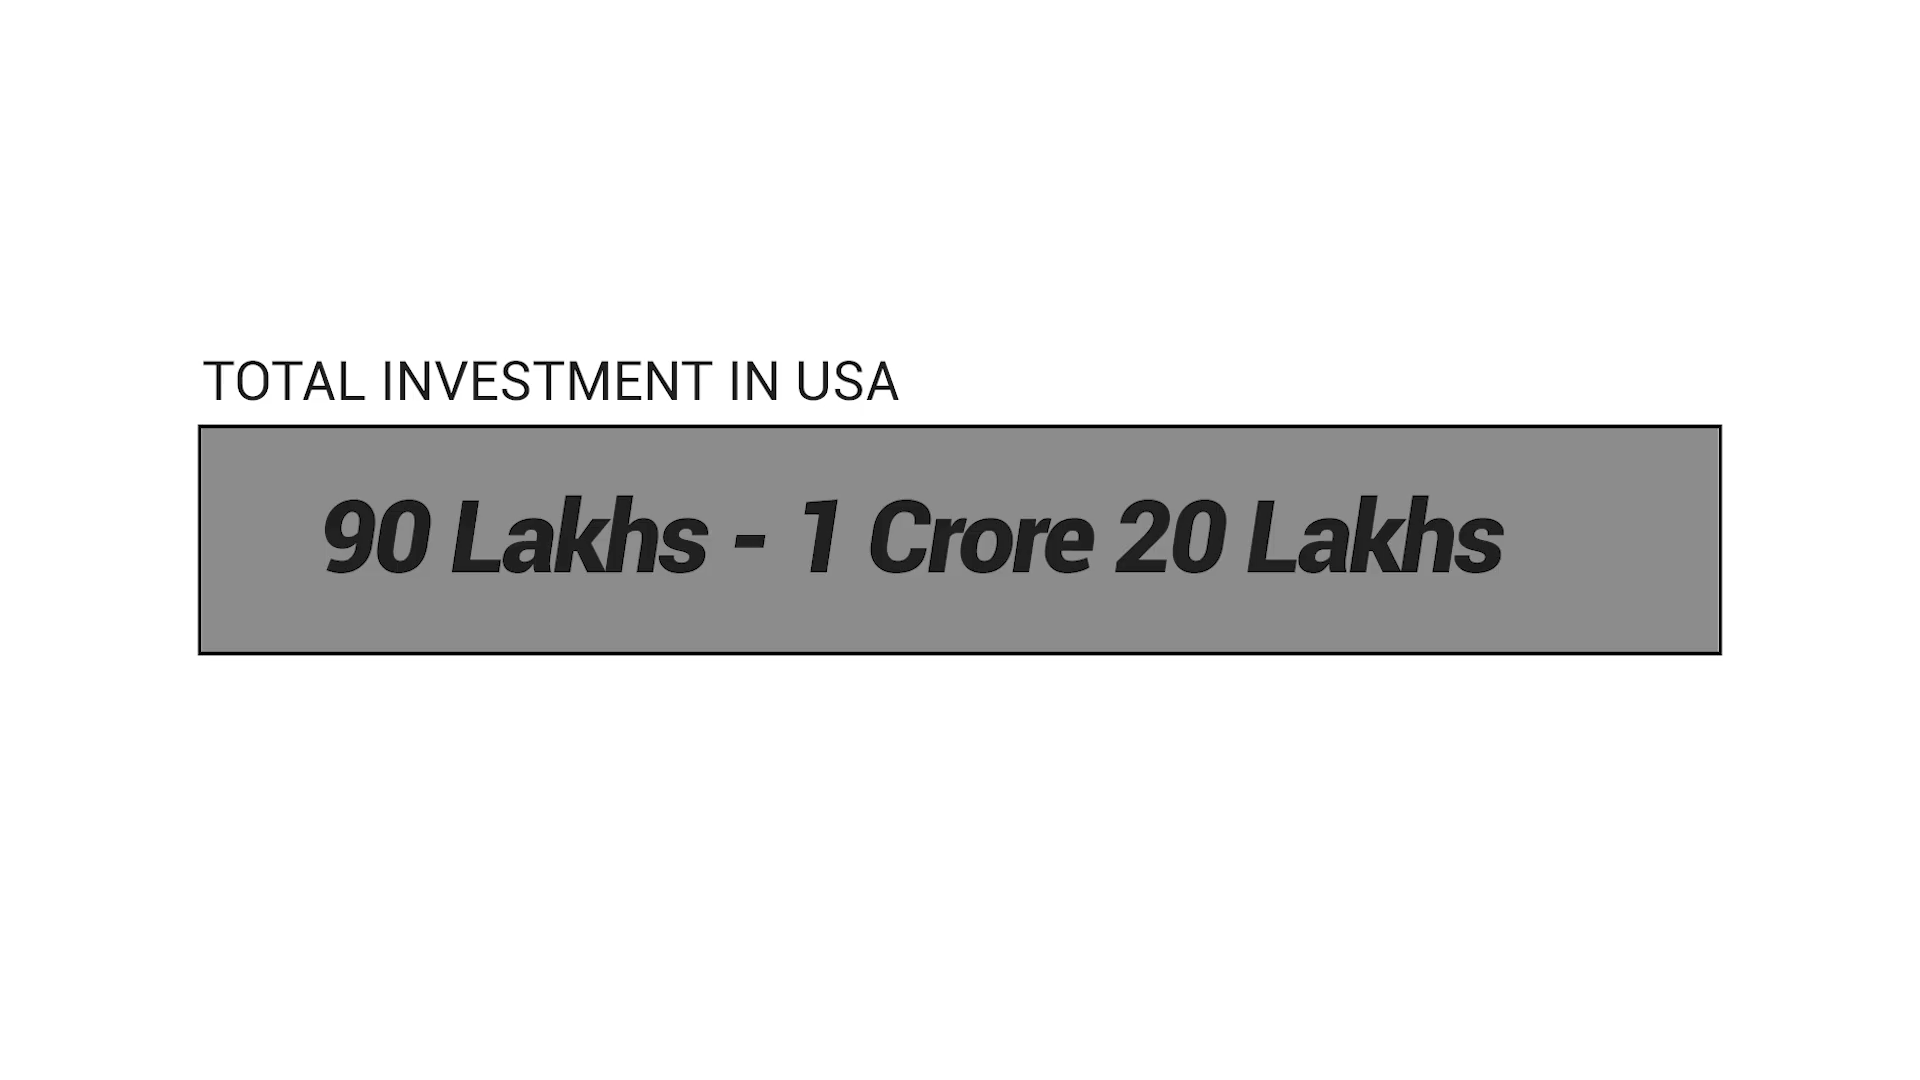 TOTAL INVESTMENT IN USA
90 Lakhs - 1 Crore 20 Lakhs